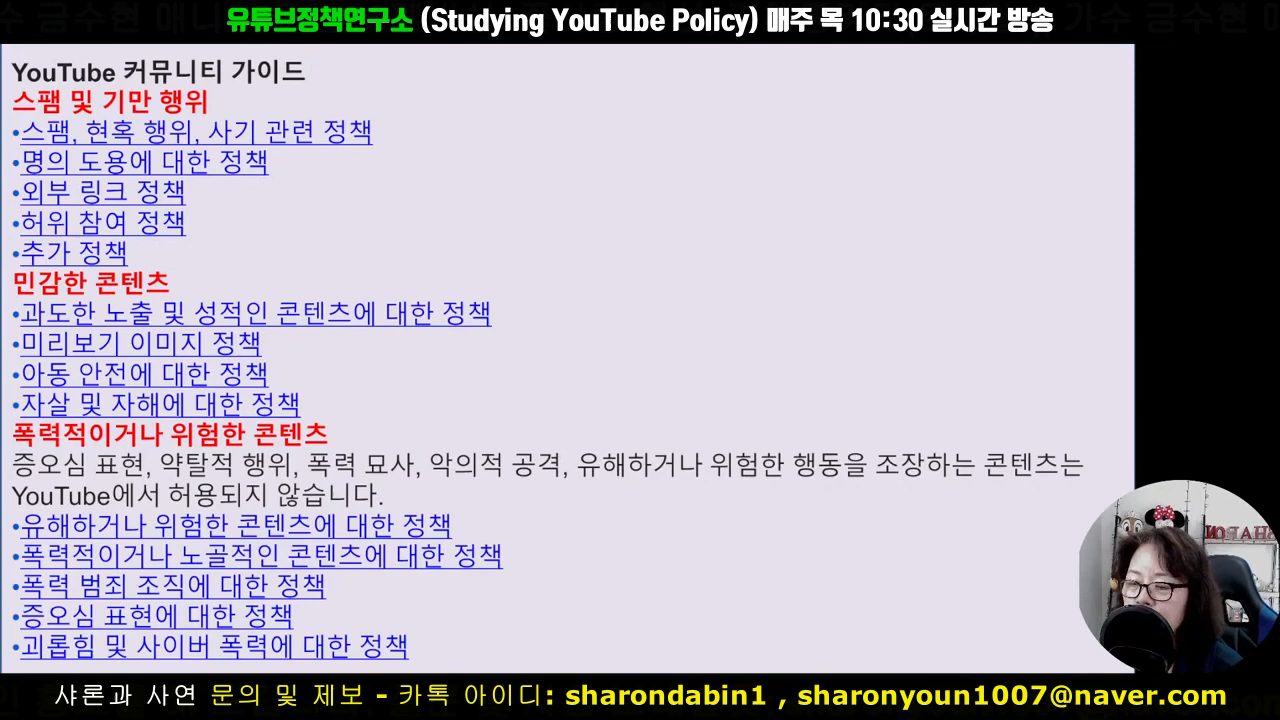 유튜브정책연구소 (Studying YouTube Policy) 매주 목 10:30 실시간 방송
YouTube 커뮤니티 가이드
스팸 및 기만 행위
•스팸, 현혹 행위, 사기 관련 정책
•명의 도용에 대한 정책
•외부 링크 정책
•허위 참여 정책
•추가 정책
민감한 콘텐츠
•과도한 노출 및 성적인 콘텐츠에 대한 정책
•미리보기 이미지 정책
•아동 안전에 대한 정책
•자살 및 자해에 대한 정책
폭력적이거나 위험한 콘텐츠
증오심 표현, 약탈적 행위, 폭력 묘사, 악의적 공격, 유해하거나 위험한 행동을 조장하는 콘텐츠는
YouTube에서 허용되지 않습니다.
•유해하거나 위험한 콘텐츠에 대한 정책
•폭력적이거나 노골적인 콘텐츠에 대한 정책
•폭력 범죄 조직에 대한 정책
•증오심 표현에 대한 정책
•괴롭힘 및 사이버 폭력에 대한 정책
샤론과 사연 문의 및 제보 - 카톡 아이디: sharondabin1 , sharonyoun1007@naver.com